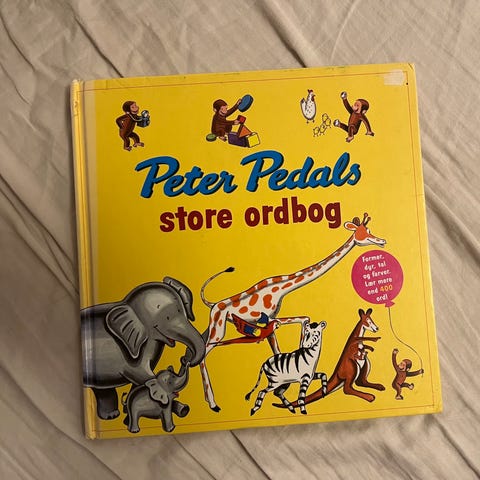 Peter Pedals
store ordbog
Former,
dyr, tal
og farver.
Lær mere
end 400
ord!